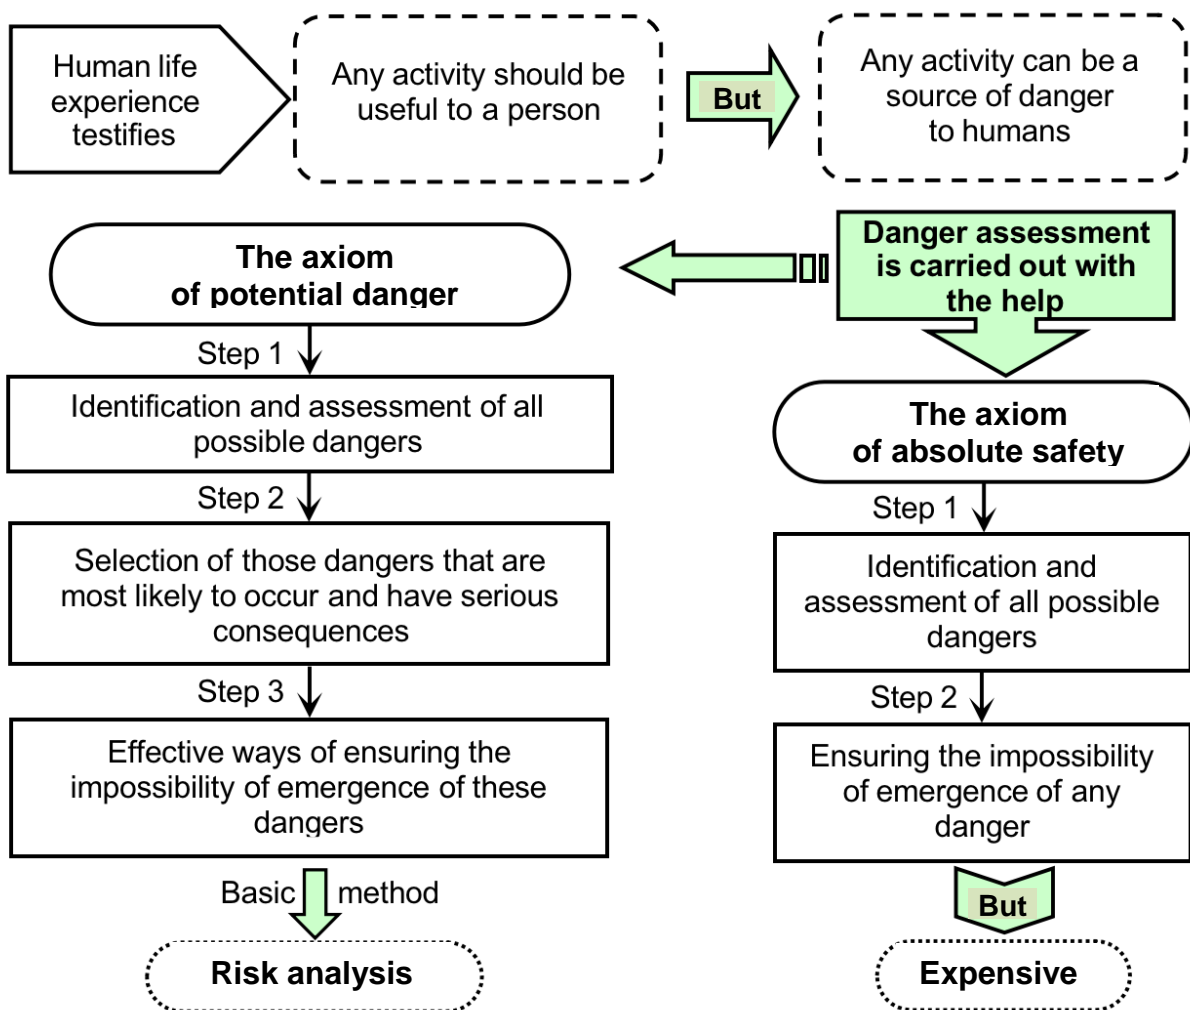 Human life
experience
testifies
Any activity should be
useful to a person
But
Any activity can be a
source of danger
to humans
Danger assessment
is carried out with
the help
The axiom
of potential danger
Step 1
Identification and assessment of all
possible dangers
Step 2
Selection of those dangers that are
most likely to occur and have serious
consequences
Step 3
Effective ways of ensuring the
impossibility of emergence of these
dangers
Basic method
Risk analysis
The axiom
of absolute safety
Step 1
Identification and
assessment of all possible
dangers
Step 2
Ensuring the impossibility
of emergence of any
danger
But
Expensive